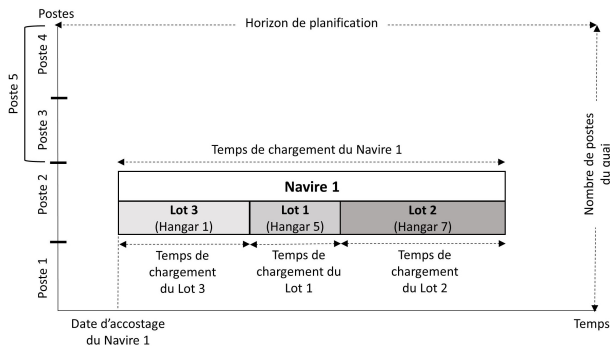 Postes
Horizon de planification
Poste 5
Poste 4
Poste 3
Poste 2
Poste 1
Nombre de postes
du quai
Temps de chargement du Navire 1
Navire 1
Lot 3
(Hangar 1)
Lot 1
(Hangar 5)
Lot 2
(Hangar 7)
Temps de
chargement
du Lot 3
Temps de
chargement du
Lot 1
Temps de
chargement
du Lot 2
Date d'accostage
du Navire 1
Temps